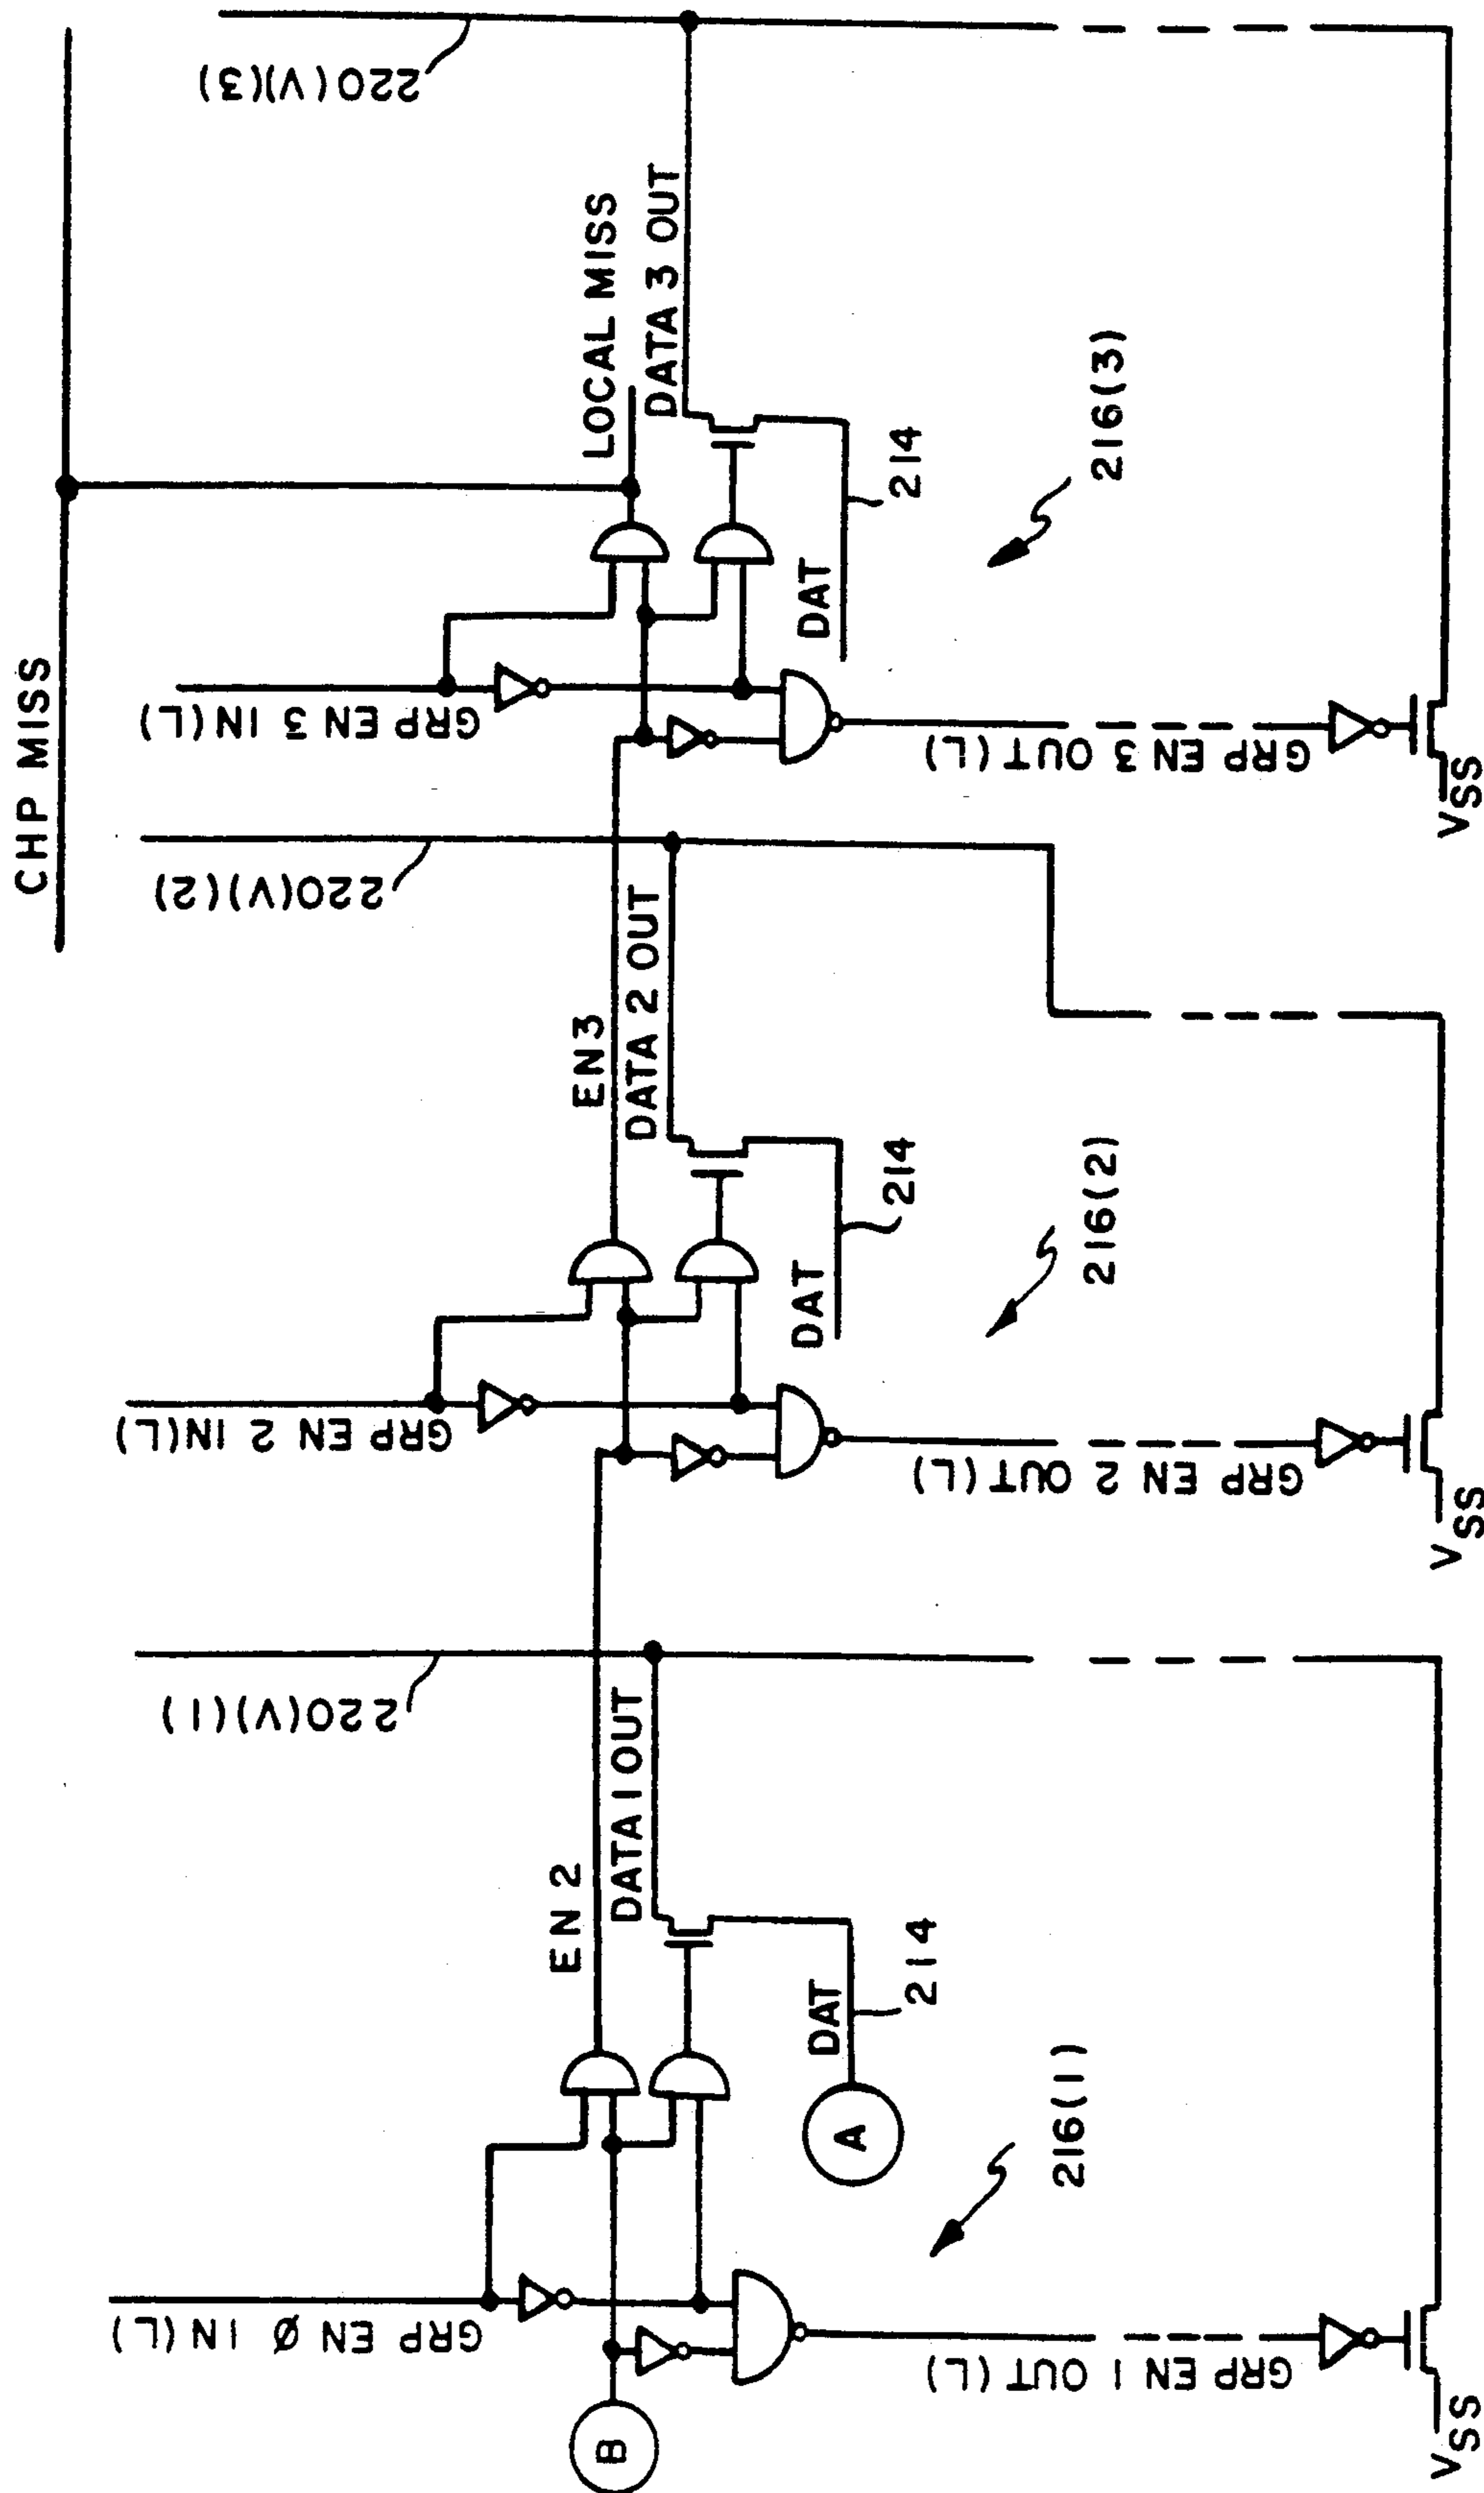 CHP MISS
220(V)(3)
LOCAL MISS
DATA 3 OUT
GRP EN 3 IN(L)
DAT
214
216(3)
GRP EN 3 OUT(L)
VSS
220(V)(2)
EN3
DATA 2 OUT
GRP EN 2 IN(L)
DAT
214
216(2)
GRP EN 2 OUT(L)
VSS
220(V)(1)
EN 2
DATA 1 OUT
GRP EN Ø IN(L)
DAT
214
A
216(1)
B
GRP EN 1 OUT(L)
VSS